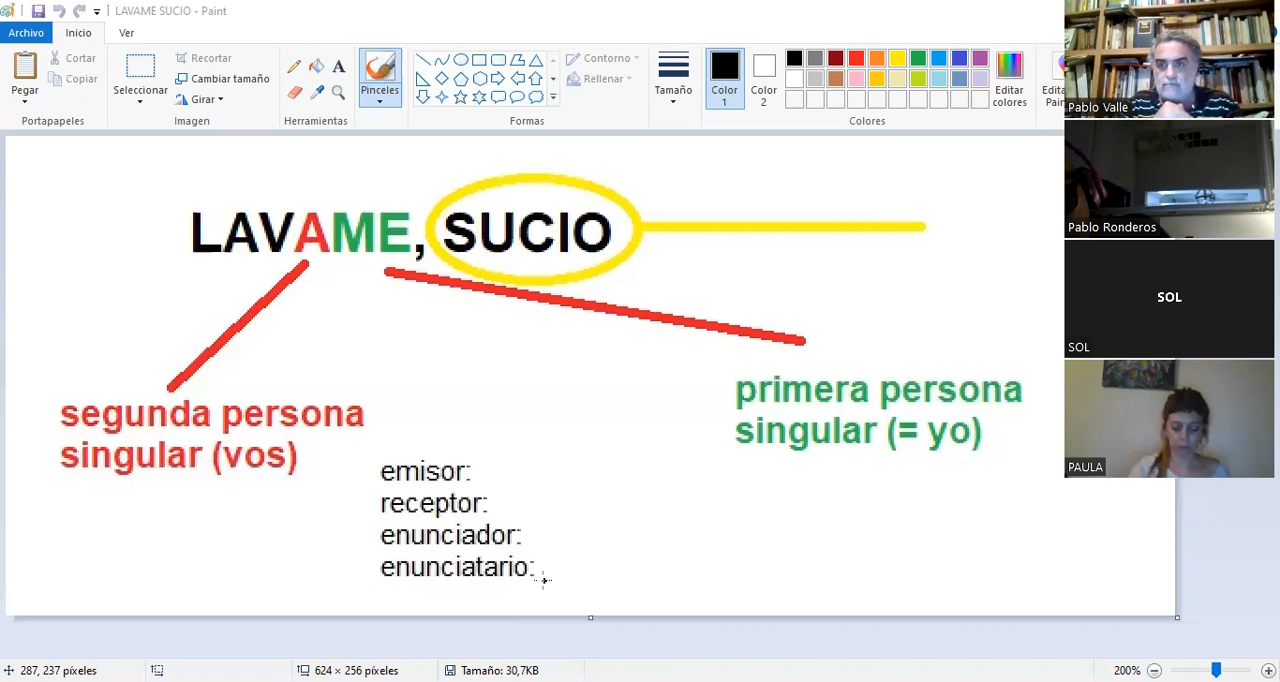 LAVAME SUCIO - Paint
Archivo Inicio Ver
Pegar
Cortar
Copiar
Portapapeles
Seleccionar
Recortar
Cambiar tamaño
Girar
Imagen
A
Herramientas
Pinceles
Formas
Contorno
Rellenar
Tamaño
Color 1
Color 2
Editar colores
Colores
LAVAME, SUCIO
segunda persona
singular (vos)
primera persona
singular (= yo)
emisor:
receptor:
enunciador:
enunciatario:
Pablo Valle
Pablo Ronderos
SOL
SOL
PAULA
287, 237 píxeles
624 × 256 píxeles
Tamaño: 30,7KB
200%